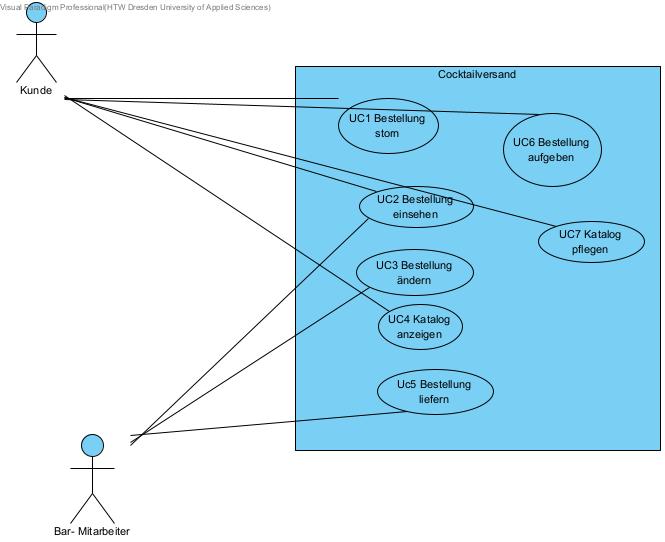 Visual Paradigm Professional(HTW Dresden University of Applied Sciences)
Kunde
Cocktailversand
UC1 Bestellung
storn
UC6 Bestellung
aufgeben
UC2 Bestellung
einsehen
UC7 Katalog
pflegen
UC3 Bestellung
ändern
UC4 Katalog
anzeigen
Uc5 Bestellung
liefern
Bar- Mitarbeiter